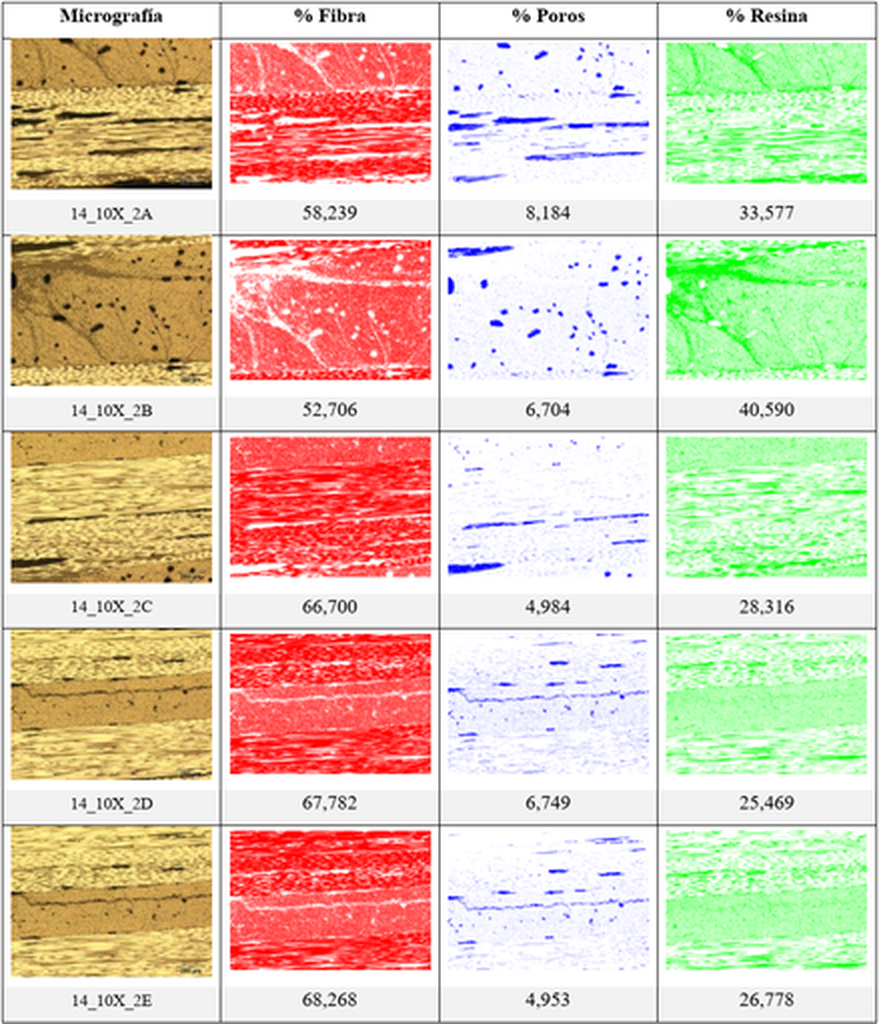 Micrografía % Fibra % Poros % Resina
14_10X_2A 58,239 8,184 33,577
14_10X_2B 52,706 6,704 40,590
14_10X_2C 66,700 4,984 28,316
14_10X_2D 67,782 6,749 25,469
14_10X_2E 68,268 4,953 26,778